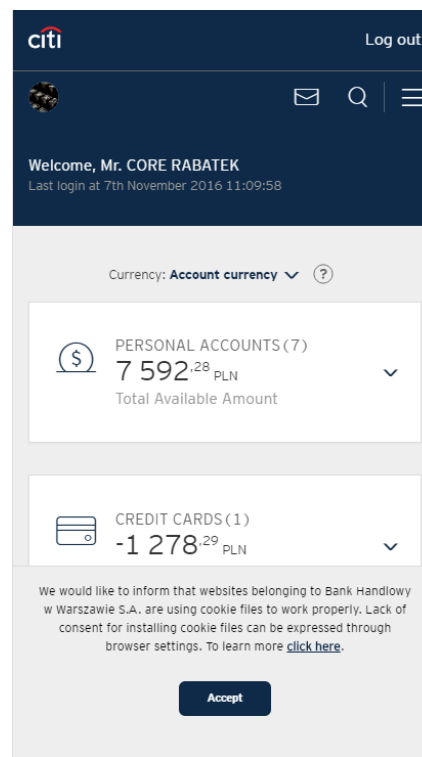 citi
Log out
Welcome, Mr. CORE RABATEK
Last login at 7th November 2016 11:09:58
Currency: Account currency ?
PERSONAL ACCOUNTS (7)
$
7 592.28 PLN
Total Available Amount
CREDIT CARDS (1)
-1 278.29 PLN
We would like to inform that websites belonging to Bank Handlowy
w Warszawie S.A. are using cookie files to work properly. Lack of
consent for installing cookie files can be expressed through
browser settings. To learn more click here.
Accept